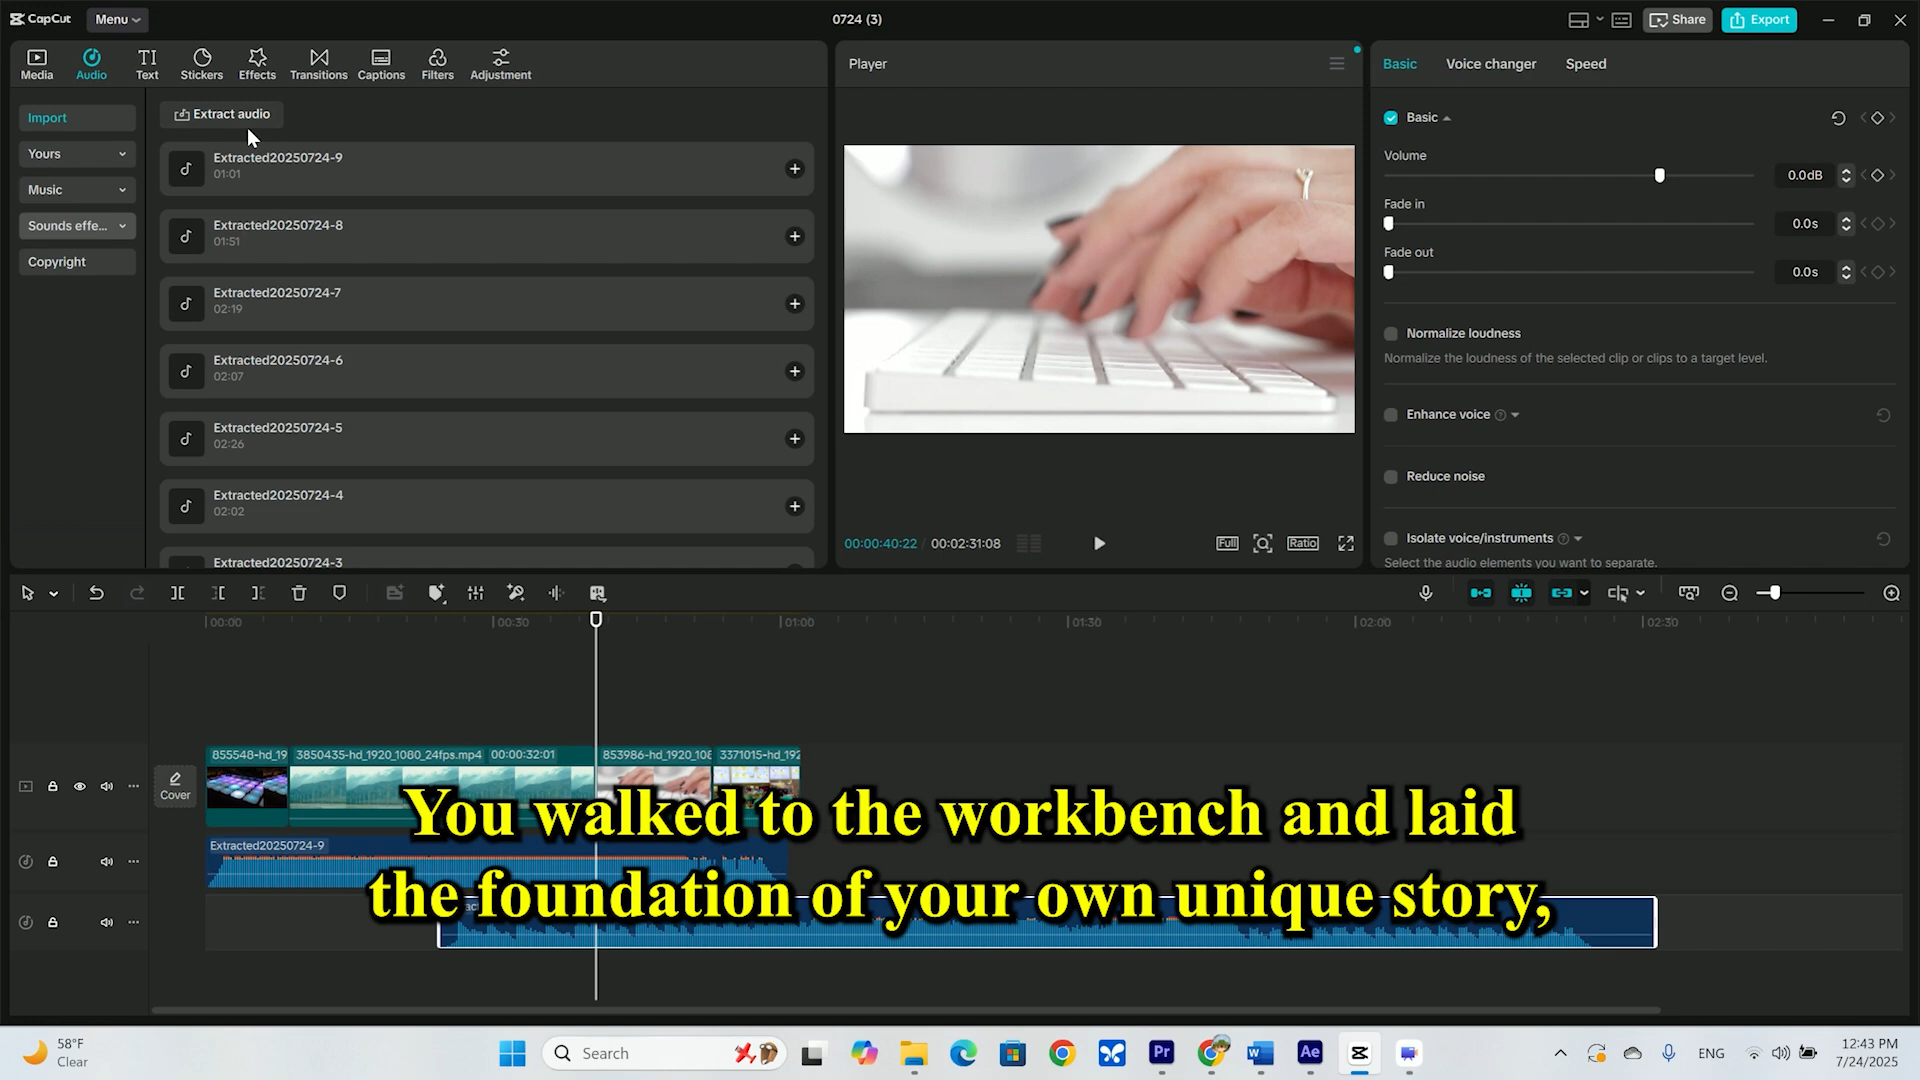 CapCut
Menu
0724 (3)
Share
Export
Media
Audio
Text
Stickers
Effects
Transitions
Captions
Filters
Adjustment
Player
Basic
Voice changer
Speed
Import
Yours
Music
Sounds effe...
Copyright
Extract audio
Extracted20250724-9
01:01
Extracted20250724-8
01:51
Extracted20250724-7
02:19
Extracted20250724-6
02:07
Extracted20250724-5
02:26
Extracted20250724-4
02:02
Extracted20250724-3
00:00:40:22 / 00:02:31:08
Full
Ratio
Basic
Volume
0.0dB
Fade in
0.0s
Fade out
0.0s
Normalize loudness
Normalize the loudness of the selected clip or clips to a target level.
Enhance voice
Reduce noise
Isolate voice/instruments
Select the audio elements you want to separate.
00:00
00:30
01:00
01:30
02:00
02:30
855548-hd_19
3850435-hd_1920_1080_24fps.mp4 00:00:32:01
853986-hd_1920_108
3371015-hd_192
Cover
Extracted20250724-9
You walked to the workbench and laid
the foundation of your own unique story,
58°F
Clear
Search
Pr
W
Ae
ENG
12:43 PM
7/24/2025